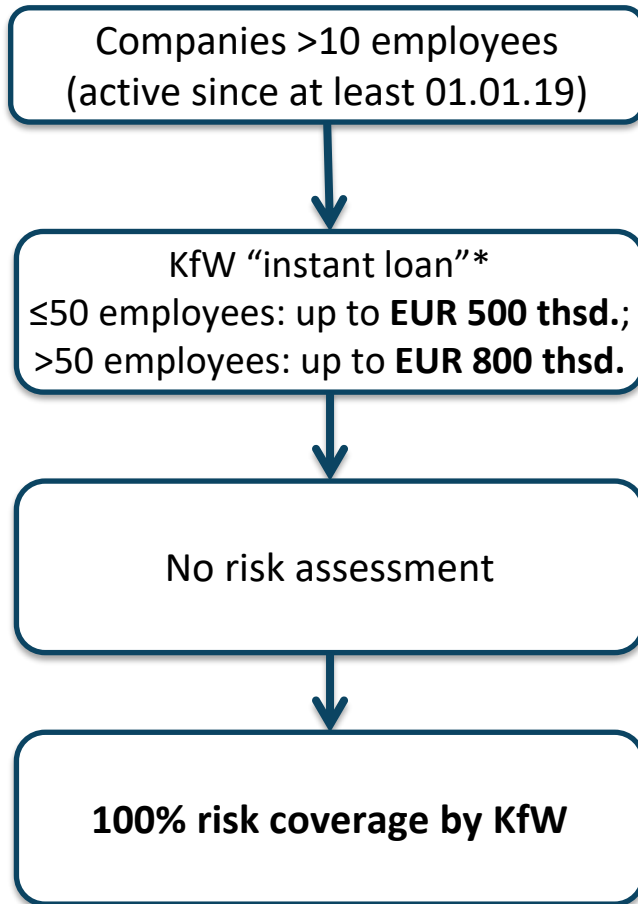 Companies >10 employees
(active since at least 01.01.19)
KfW “instant loan”*
≤50 employees: up to EUR 500 thsd.;
>50 employees: up to EUR 800 thsd.
No risk assessment
100% risk coverage by KfW